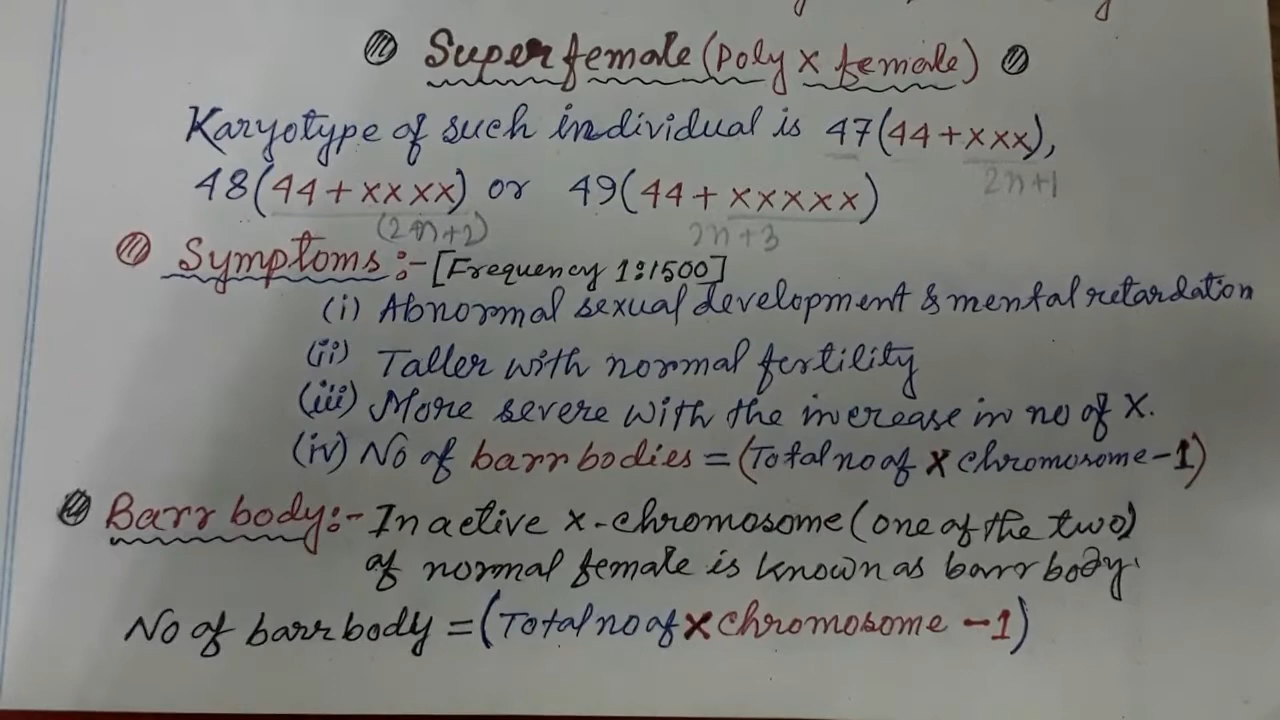 Superfemale (Poly x female)
Karyotype of such individual is 47(44+xxx),
2n+1
48(44+xxxx) or 49(44+xxxxx)
(2n+2) 2n+3
Symptoms :- [Frequency 1:1500]
(i) Abnormal sexual development & mental retardation
(ii) Taller with normal fertility
(iii) More severe with the increase in no of X.
(iv) No of barr bodies = (Total no of X chromosome - 1)
Barr body:- Inactive x-chromosome (one of the two)
of normal female is known as barr body.
No of barr body = (Total no of X chromosome - 1)